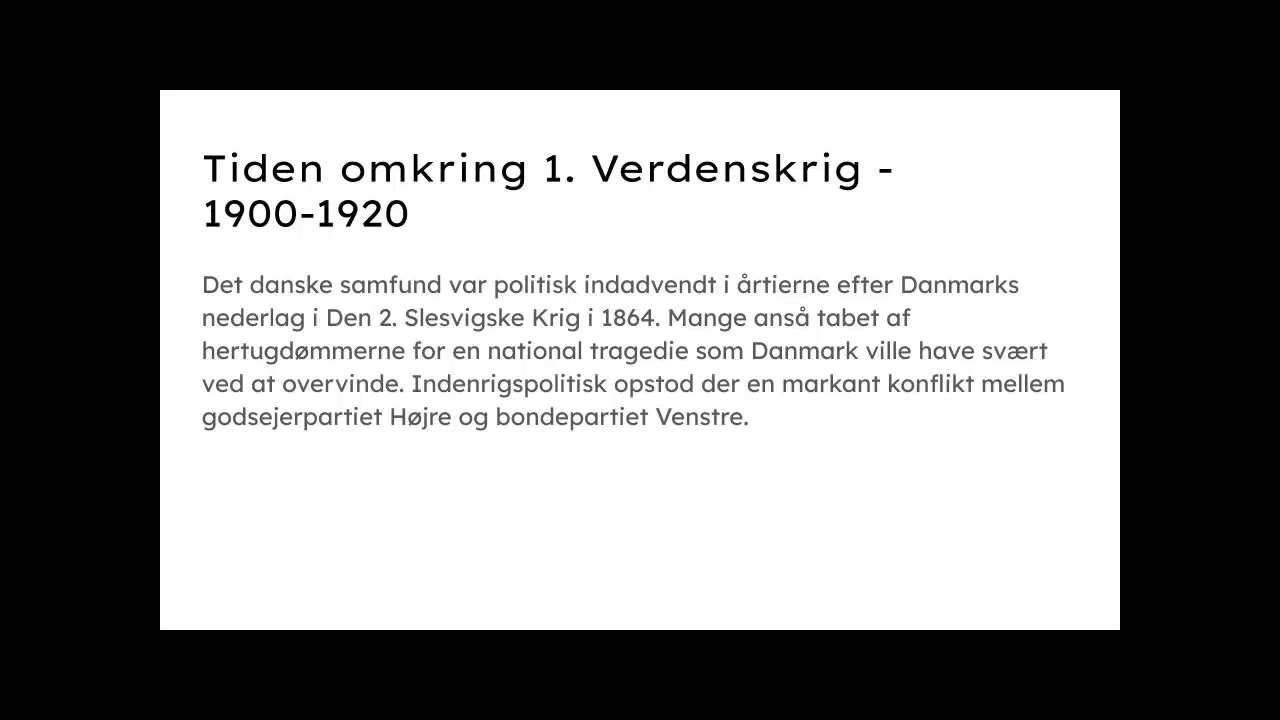 Tiden omkring 1. Verdenskrig -
1900-1920
Det danske samfund var politisk indadvendt i årtierne efter Danmarks
nederlag i Den 2. Slesvigske Krig i 1864. Mange anså tabet af
hertugdømmerne for en national tragedie som Danmark ville have svært
ved at overvinde. Indenrigspolitisk opstod der en markant konflikt mellem
godsejerpartiet Højre og bondepartiet Venstre.